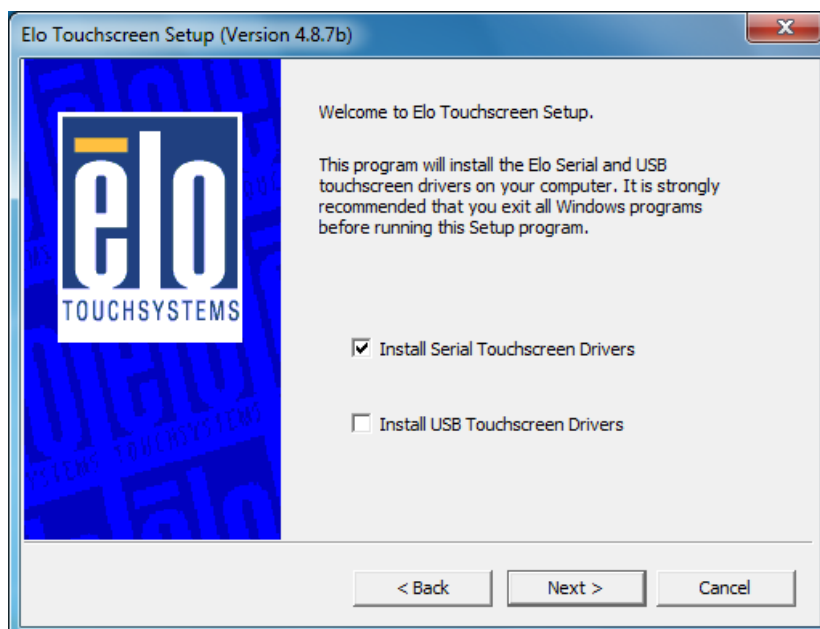 Elo Touchscreen Setup (Version 4.8.7b)
Welcome to Elo Touchscreen Setup.
This program will install the Elo Serial and USB
touchscreen drivers on your computer. It is strongly
recommended that you exit all Windows programs
before running this Setup program.
ēlo
TOUCHSYSTEMS
Install Serial Touchscreen Drivers
Install USB Touchscreen Drivers
< Back
Next >
Cancel